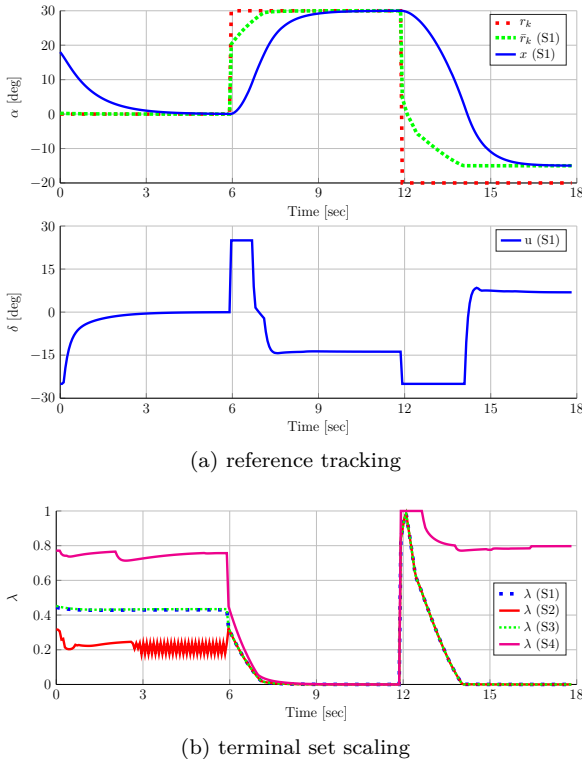 30
20
10
0
−10
−20
α [deg]
r_k
r̄_k (S1)
x (S1)
0 3 6 9 12 15 18
Time [sec]
30
15
0
−15
−30
δ [deg]
u (S1)
0 3 6 9 12 15 18
Time [sec]
(a) reference tracking
1
0.8
0.6
0.4
0.2
0
λ
λ (S1)
λ (S2)
λ (S3)
λ (S4)
0 3 6 9 12 15 18
Time [sec]
(b) terminal set scaling